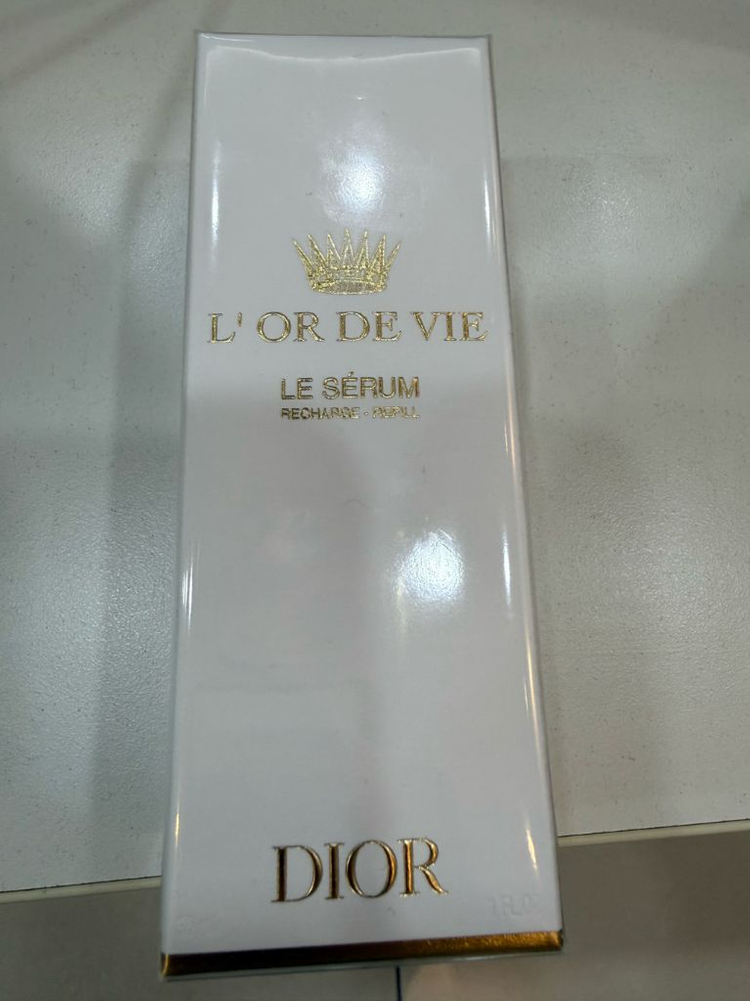 L'OR DE VIE
LE SÉRUM
RECHARGE - REFILL
DIOR